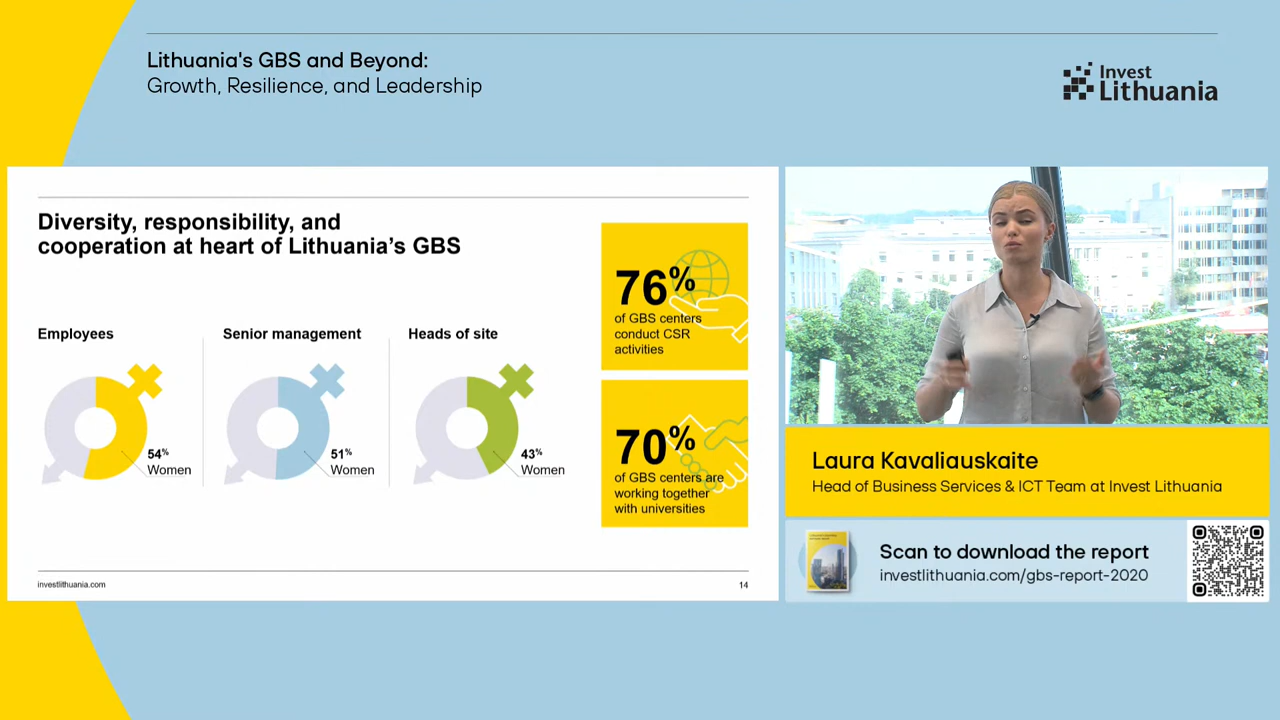 Lithuania's GBS and Beyond:
Growth, Resilience, and Leadership
Invest
Lithuania
Diversity, responsibility, and
cooperation at heart of Lithuania's GBS
Employees
54%
Women
Senior management
51%
Women
Heads of site
43%
Women
76%
of GBS centers
conduct CSR
activities
70%
of GBS centers are
working together
with universities
investlithuania.com
14
Laura Kavaliauskaite
Head of Business Services & ICT Team at Invest Lithuania
Scan to download the report
investlithuania.com/gbs-report-2020